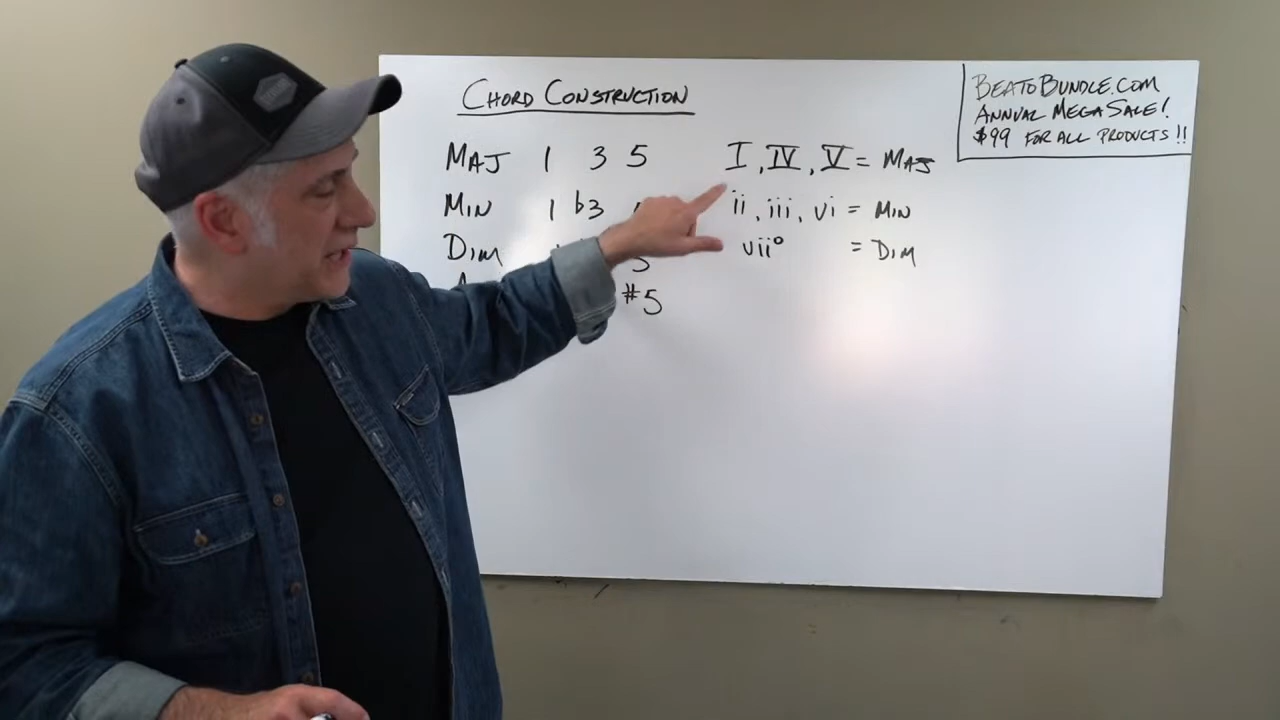 CHORD CONSTRUCTION
BEATOBUNDLE.COM
ANNUAL MEGA SALE!
$99 FOR ALL PRODUCTS!!
MAJ 1 3 5 I, IV, V = MAJ
MIN 1 b3 ii, iii, vi = MIN
DIM vii° = DIM
#5